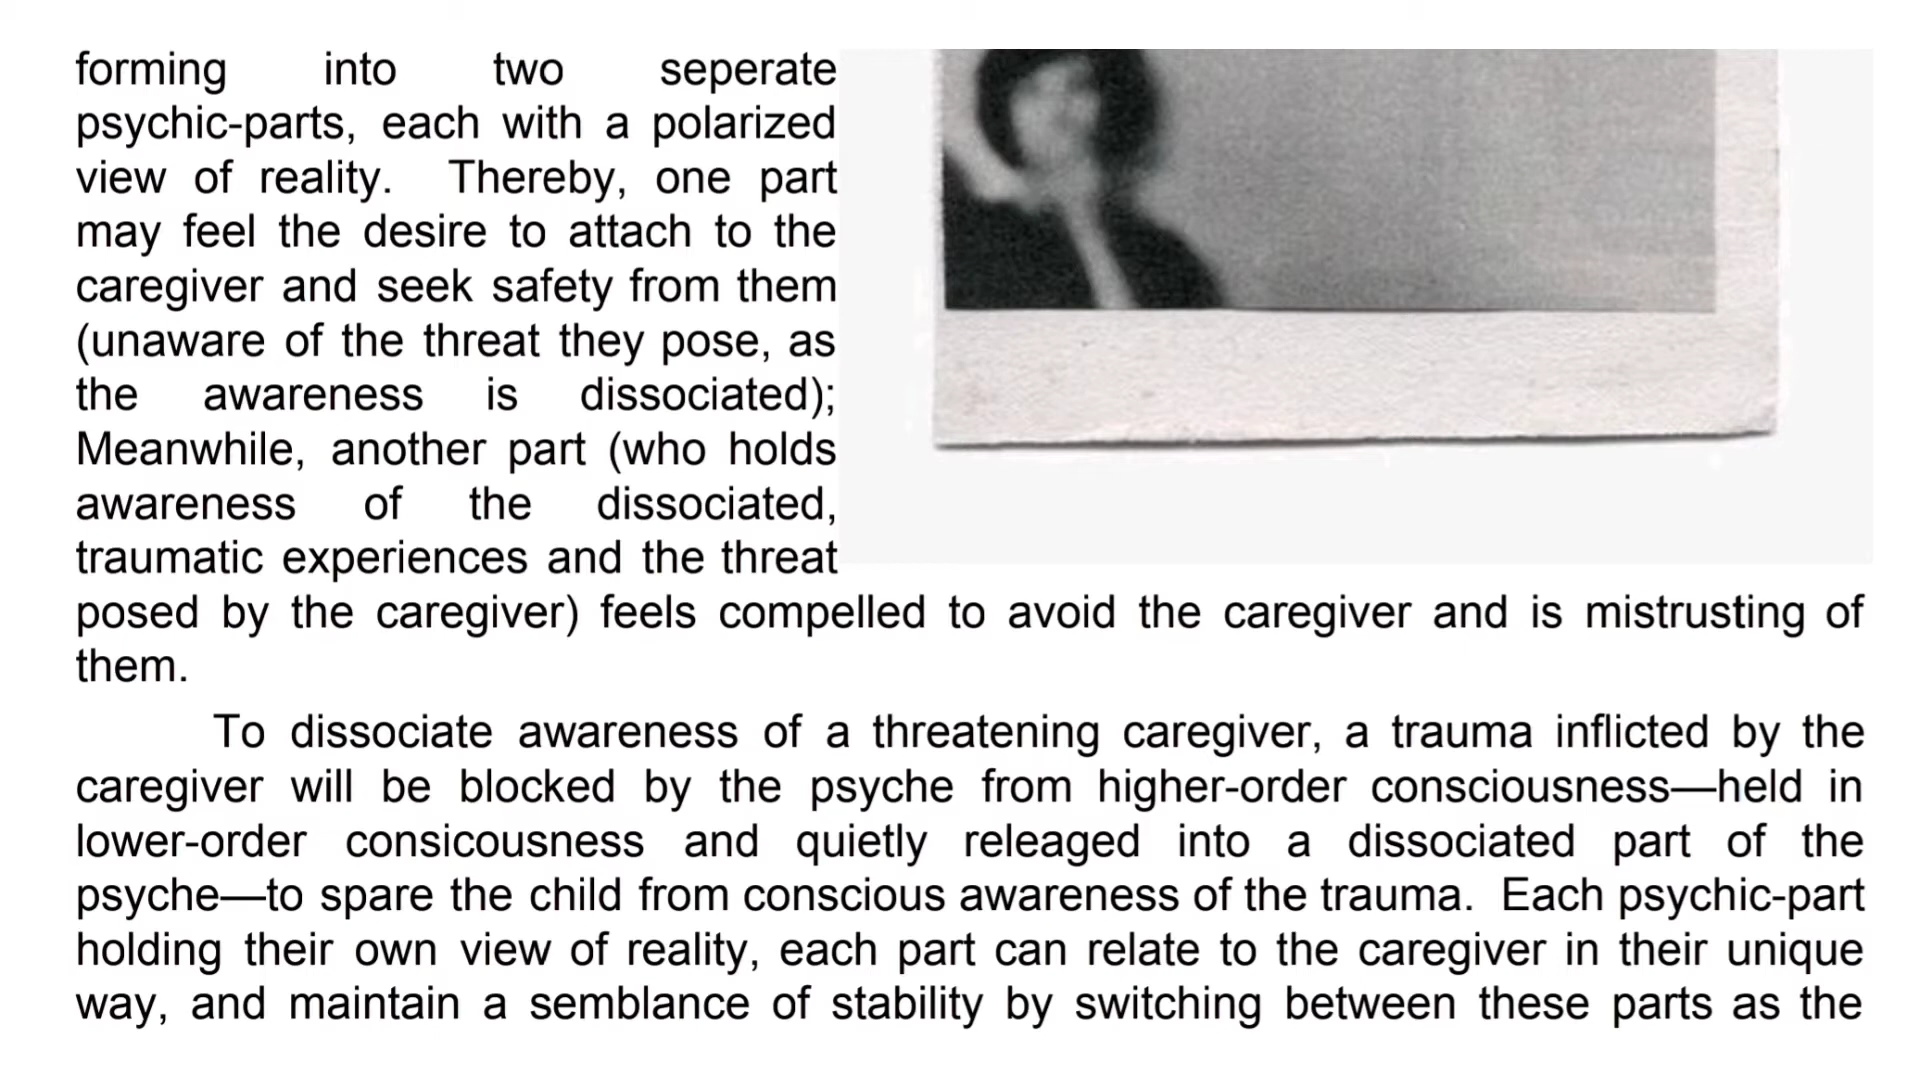 forming into two seperate
psychic-parts, each with a polarized
view of reality. Thereby, one part
may feel the desire to attach to the
caregiver and seek safety from them
(unaware of the threat they pose, as
the awareness is dissociated);
Meanwhile, another part (who holds
awareness of the dissociated,
traumatic experiences and the threat
posed by the caregiver) feels compelled to avoid the caregiver and is mistrusting of
them.
To dissociate awareness of a threatening caregiver, a trauma inflicted by the
caregiver will be blocked by the psyche from higher-order consciousness—held in
lower-order consicousness and quietly releaged into a dissociated part of the
psyche—to spare the child from conscious awareness of the trauma. Each psychic-part
holding their own view of reality, each part can relate to the caregiver in their unique
way, and maintain a semblance of stability by switching between these parts as the